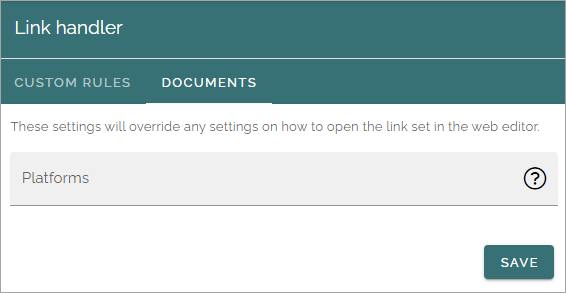 Link handler
CUSTOM RULES DOCUMENTS
These settings will override any settings on how to open the link set in the web editor.
Platforms ?
SAVE